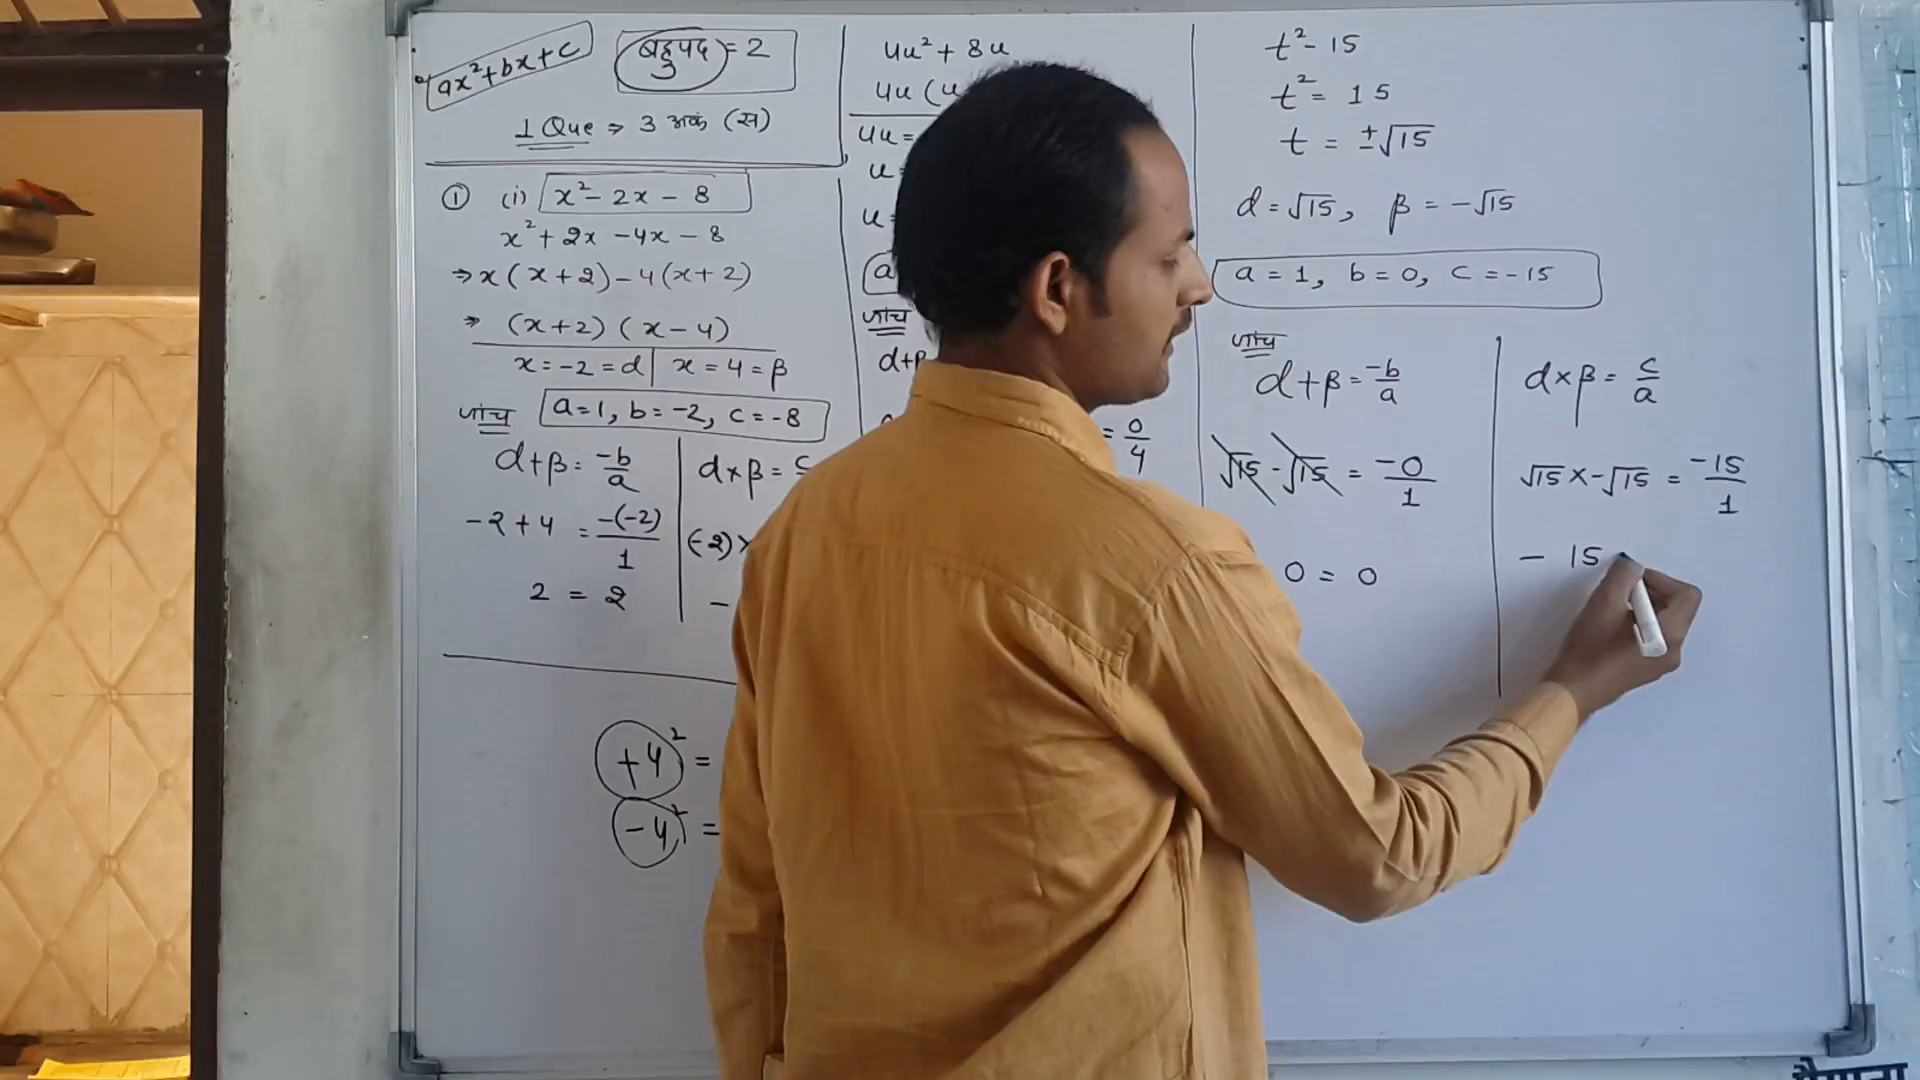 ax²+bx+c
बहुपद = 2
1 Que ⇒ 3 अंक (स)
① (i) x² - 2x - 8
x² + 2x - 4x - 8
⇒ x(x+2) - 4(x+2)
⇒ (x+2)(x-4)
x = -2 = α | x = 4 = β
जांच a=1, b=-2, c=-8
α+β = -b/a
-2+4 = -(-2)/1
2 = 2
α×β = c
(-2)×
-
+4² =
-4² =
4u² + 8u
4u(u
4u =
u
u =
a
जांच
α+β
= 0/4
t² - 15
t² = 15
t = ±√15
α = √15, β = -√15
a = 1, b = 0, c = -15
जांच
α+β = -b/a
√15 - √15 = -0/1
0 = 0
α×β = c/a
√15 × -√15 = -15/1
- 15